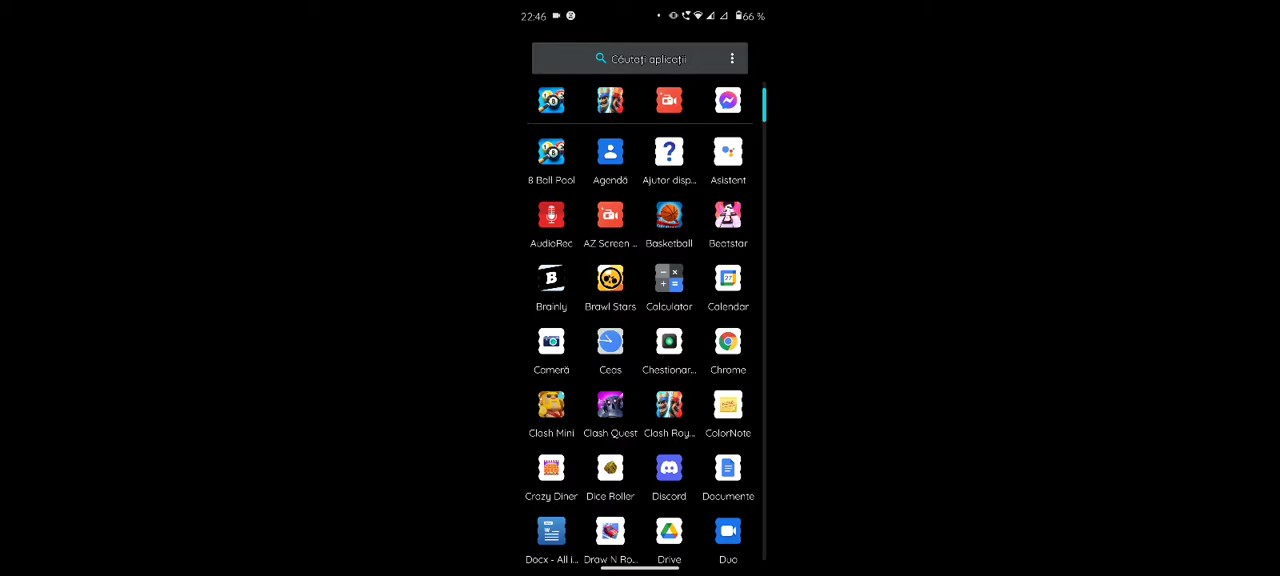 22:46 66 %
Căutați aplicații
8 Ball Pool Agendă Ajutor disp... Asistent
AudioRec AZ Screen ... Basketball Beatstar
Brainly Brawl Stars Calculator Calendar
Cameră Ceas Chestionar... Chrome
Clash Mini Clash Quest Clash Roy... ColorNote
Crazy Diner Dice Roller Discord Documente
Docx - All i... Draw N Ro... Drive Duo